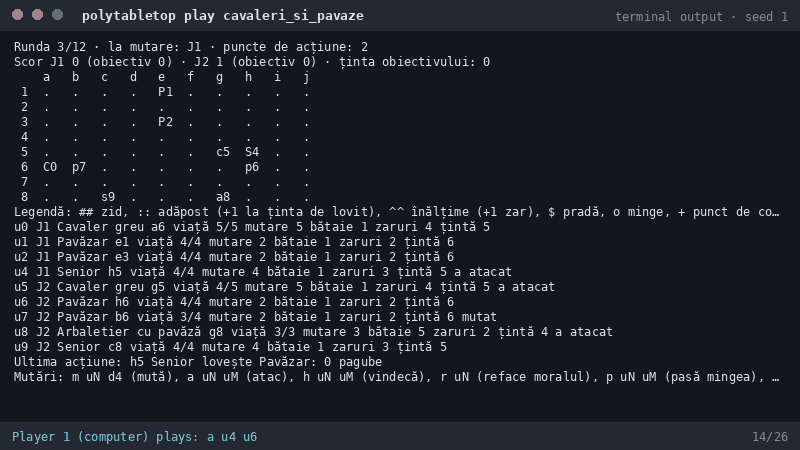 polytabletop play cavaleri_si_pavaze
terminal output · seed 1
Runda 3/12 · la mutare: J1 · puncte de acțiune: 2
Scor J1 0 (obiectiv 0) · J2 1 (obiectiv 0) · ținta obiectivului: 0
a b c d e f g h i j
1 . . . . P1 . . . . .
2 . . . . . . . . . .
3 . . . . P2 . . . . .
4 . . . . . . . . . .
5 . . . . . . c5 S4 . .
6 C0 p7 . . . . . p6 . .
7 . . . . . . . . . .
8 . . s9 . . . a8 . . .
Legendă: ## zid, :: adăpost (+1 la ținta de lovit), ^^ înălțime (+1 zar), $ pradă, o minge, + punct de co…
u0 J1 Cavaler greu a6 viață 5/5 mutare 5 bătaie 1 zaruri 4 țintă 5
u1 J1 Pavăzar e1 viață 4/4 mutare 2 bătaie 1 zaruri 2 țintă 6
u2 J1 Pavăzar e3 viață 4/4 mutare 2 bătaie 1 zaruri 2 țintă 6
u4 J1 Senior h5 viață 4/4 mutare 4 bătaie 1 zaruri 3 țintă 5 a atacat
u5 J2 Cavaler greu g5 viață 4/5 mutare 5 bătaie 1 zaruri 4 țintă 5 a atacat
u6 J2 Pavăzar h6 viață 4/4 mutare 2 bătaie 1 zaruri 2 țintă 6
u7 J2 Pavăzar b6 viață 3/4 mutare 2 bătaie 1 zaruri 2 țintă 6 mutat
u8 J2 Arbaletier cu pavăză g8 viață 3/3 mutare 3 bătaie 5 zaruri 2 țintă 4 a atacat
u9 J2 Senior c8 viață 4/4 mutare 4 bătaie 1 zaruri 3 țintă 5
Ultima acțiune: h5 Senior lovește Pavăzar: 0 pagube
Mutări: m uN d4 (mută), a uN uM (atac), h uN uM (vindecă), r uN (reface moralul), p uN uM (pasă mingea), …
Player 1 (computer) plays: a u4 u6
14/26